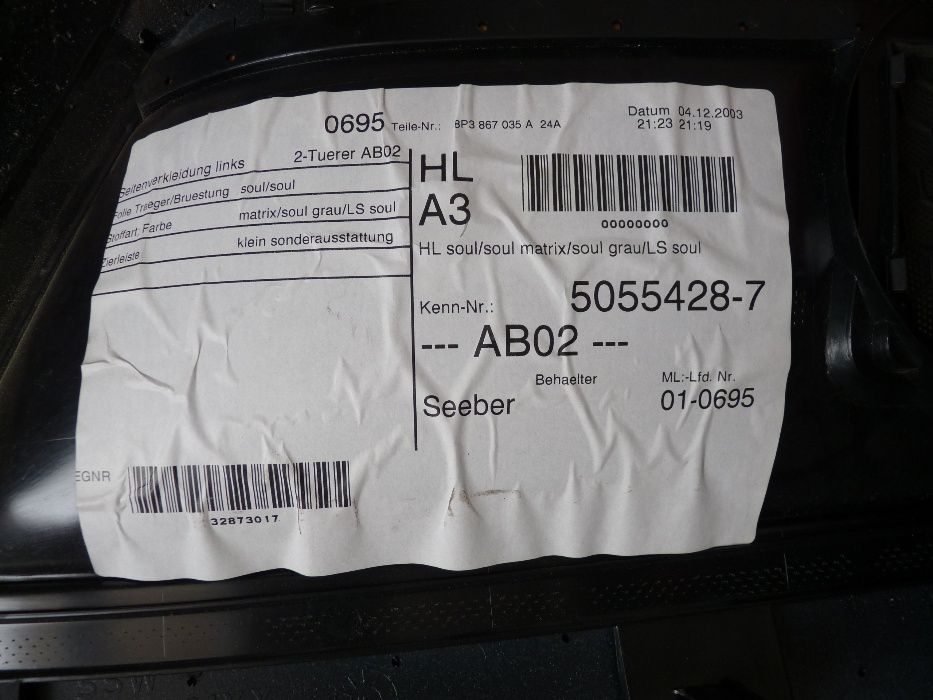 0695 Teile-Nr.: 8P3 867 035 A 24A
Datum 04.12.2003
21:23 21:19
Seitenverkleidung links 2-Tuerer AB02
Folie Traeger/Bruestung soul/soul
Stoffart, Farbe matrix/soul grau/LS soul
Zierleiste: klein sonderausstattung
HL
A3
00000000
HL soul/soul matrix/soul grau/LS soul
Kenn-Nr.: 5055428-7
--- AB02 ---
Behaelter ML:-Lfd. Nr.
Seeber 01-0695
EGNR
32873017